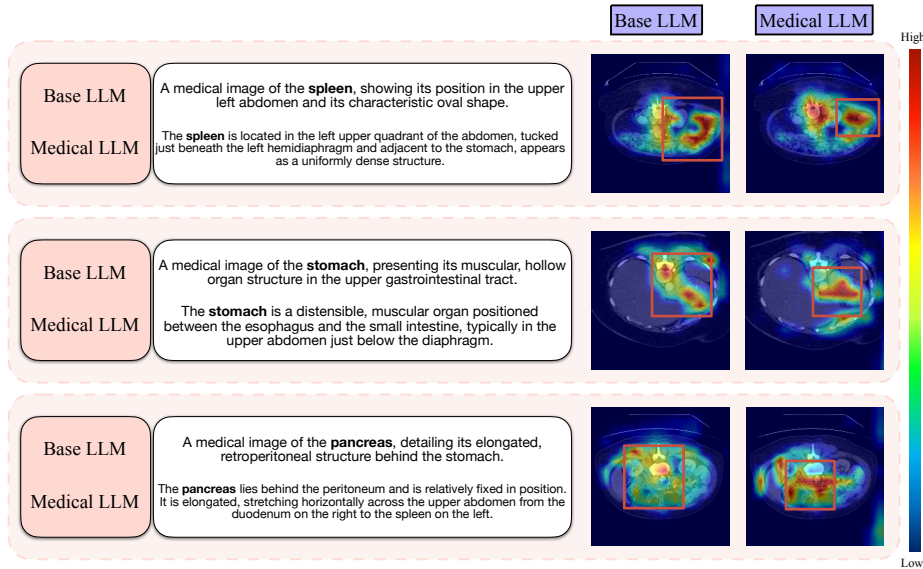 Base LLM
Medical LLM
High
Base LLM
Medical LLM
A medical image of the spleen, showing its position in the upper
left abdomen and its characteristic oval shape.
The spleen is located in the left upper quadrant of the abdomen, tucked
just beneath the left hemidiaphragm and adjacent to the stomach, appears
as a uniformly dense structure.
Base LLM
Medical LLM
A medical image of the stomach, presenting its muscular, hollow
organ structure in the upper gastrointestinal tract.
The stomach is a distensible, muscular organ positioned
between the esophagus and the small intestine, typically in the
upper abdomen just below the diaphragm.
Base LLM
Medical LLM
A medical image of the pancreas, detailing its elongated,
retroperitoneal structure behind the stomach.
The pancreas lies behind the peritoneum and is relatively fixed in position.
It is elongated, stretching horizontally across the upper abdomen from the
duodenum on the right to the spleen on the left.
Low